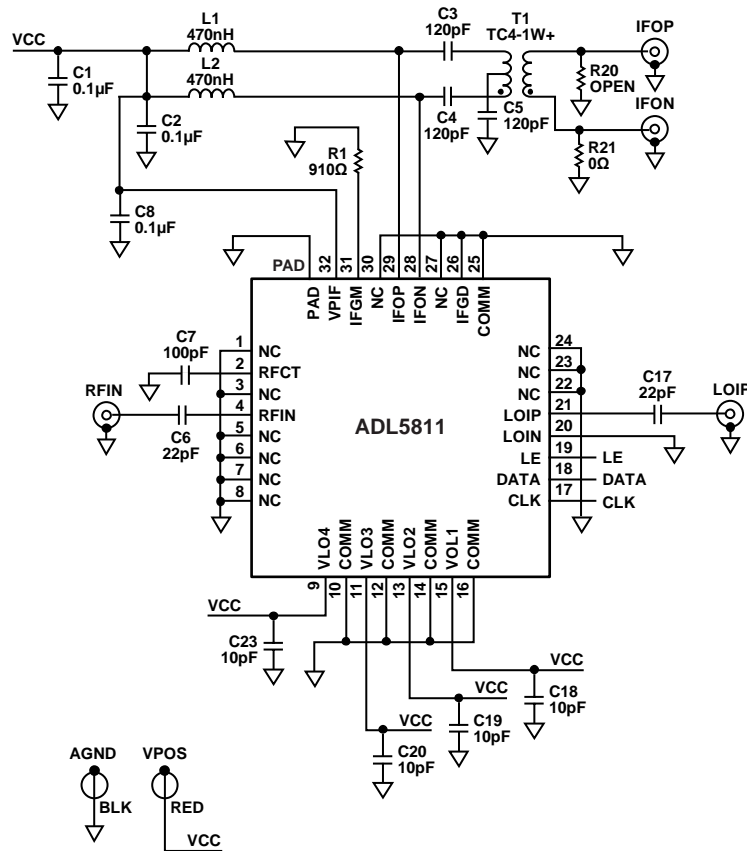 VCC
L1
470nH
C3
120pF
T1
TC4-1W+
IFOP
C1
0.1µF
L2
470nH
C2
0.1µF
C4
120pF
C5
120pF
R20
OPEN
IFON
R1
910Ω
R21
0Ω
C8
0.1µF
PAD
32
31
30
29
28
27
26
25
PAD
VPIF
IFGM
NC
IFOP
IFON
NC
IFGD
COMM
C7
100pF
RFIN
C6
22pF
1 NC
2 RFCT
3 NC
4 RFIN
5 NC
6 NC
7 NC
8 NC
ADL5811
NC 24
NC 23
NC 22
LOIP 21
LOIN 20
LE 19 LE
DATA 18 DATA
CLK 17 CLK
C17
22pF
LOIP
VLO4
COMM
VLO3
COMM
VLO2
COMM
VOL1
COMM
9
10
11
12
13
14
15
16
VCC
C23
10pF
VCC
C18
10pF
VCC
C19
10pF
VCC
C20
10pF
AGND
BLK
VPOS
RED
VCC